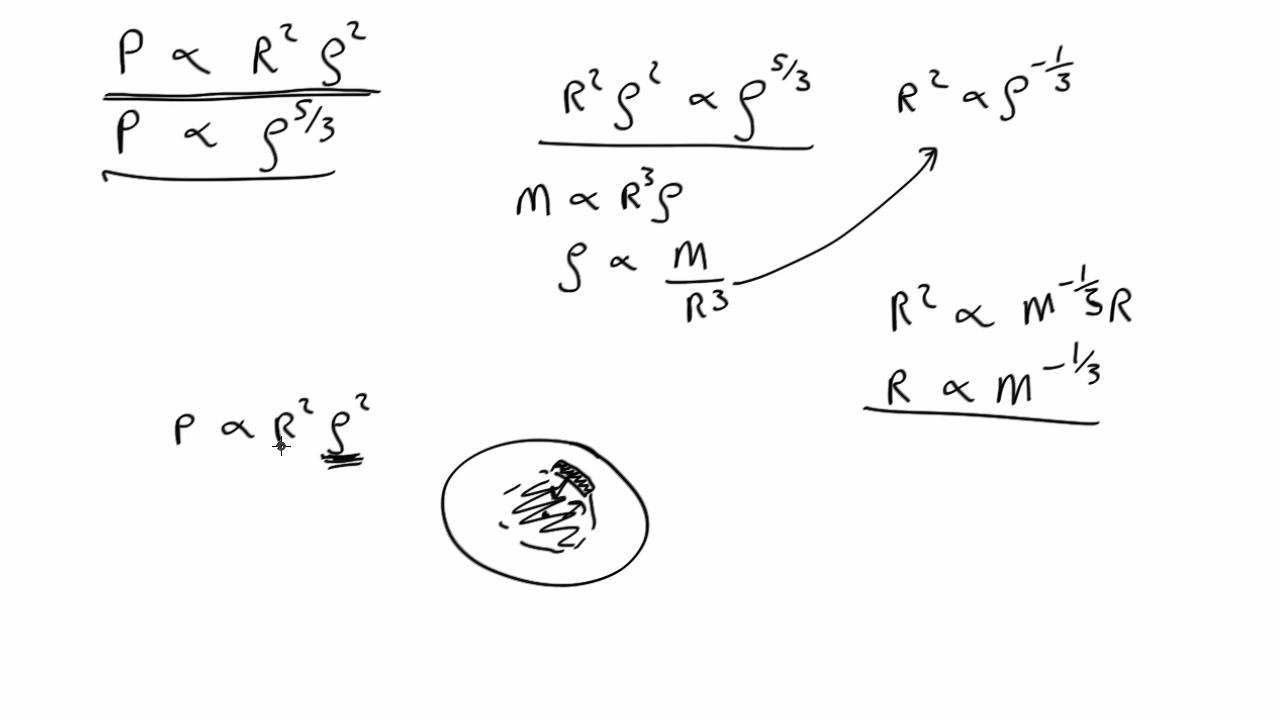 P ∝ R² ρ²
P ∝ ρ^5/3
R² ρ² ∝ ρ^5/3
M ∝ R³ρ
ρ ∝ M/R³
R² ∝ ρ^-1/3
R² ∝ M^-1/3 R
R ∝ M^-1/3
P ∝ R² ρ²